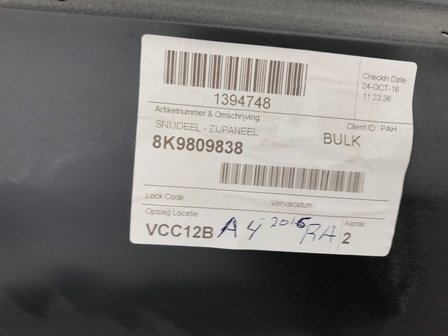 1394748
Checkin Date
24-OCT-16
11:23:36
Artikelnummer & Omschrijving
SNIJDEEL - ZIJPANEEL
Client ID: PAH
8K9809838
BULK
Lock Code:
Vervaldatum
Opslag Locatie:
Aantal
VCC12B A4 2016 RA 2